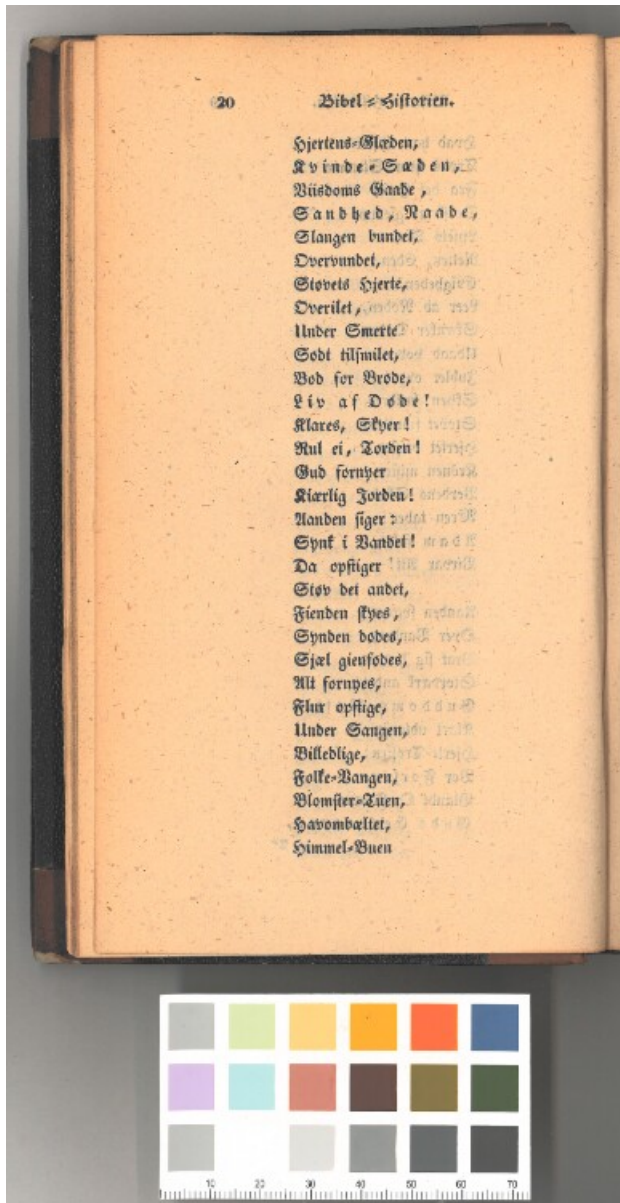 20 Bibel-Historien.
Hjertens-Glæden,
Kvinde-Sæden,
Viisdoms Gaade,
Sandhed, Naade,
Slangen bundet,
Overvundet,
Støvets Hjerte,
Overilet,
Under Smerte
Sødt tilsmilet,
Bod for Brøde,
Liv af Døde!
Klares, Skyer!
Rul ei, Torden!
Gud fornyer
Kiærlig Jorden!
Aanden siger:
Synk i Vandet!
Da opstiger
Støv det andet,
Fienden skyes,
Synden dødes,
Sjæl gienfødes,
Alt fornyes,
Flux opstige,
Under Sangen,
Billedlige,
Folke-Vangen,
Blomster-Tuen,
Havombæltet,
Himmel-Buen
10 20 30 40 50 60 70